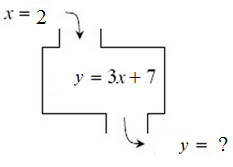 x = 2
y = 3x + 7
y = ?